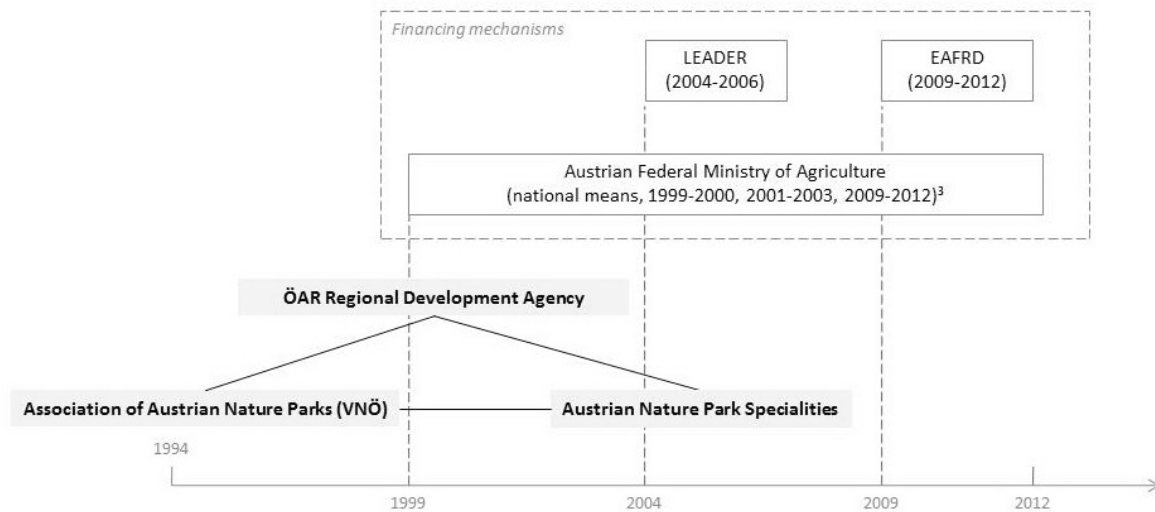 Financing mechanisms
LEADER
(2004-2006)
EAFRD
(2009-2012)
Austrian Federal Ministry of Agriculture
(national means, 1999-2000, 2001-2003, 2009-2012)³
ÖAR Regional Development Agency
Association of Austrian Nature Parks (VNÖ)
Austrian Nature Park Specialities
1994
1999
2004
2009
2012